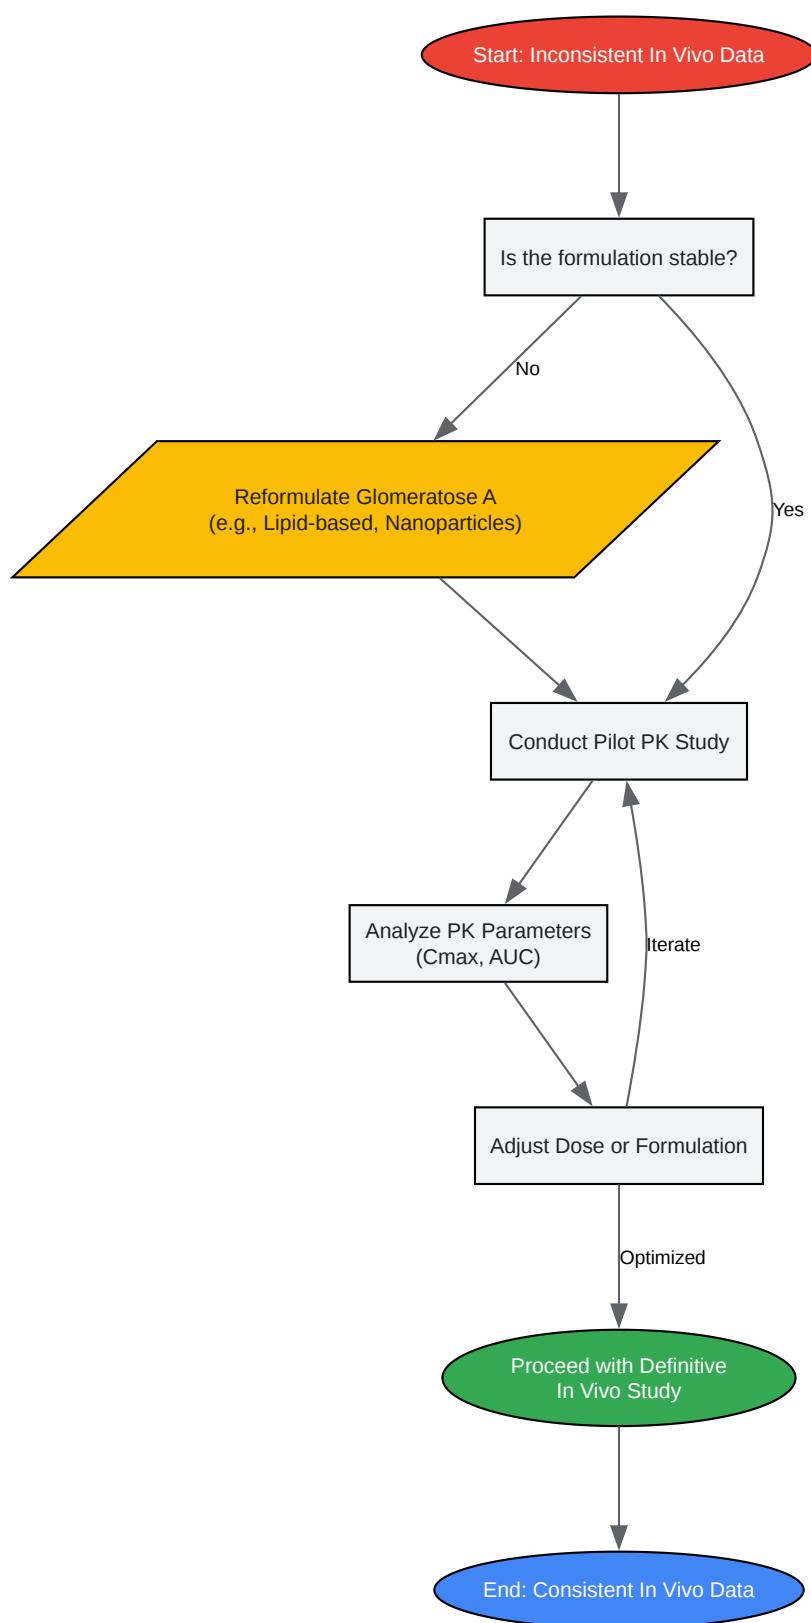 Start: Inconsistent In Vivo Data
Is the formulation stable?
No
Reformulate Glomeratose A
(e.g., Lipid-based, Nanoparticles)
Yes
Conduct Pilot PK Study
Analyze PK Parameters
(Cmax, AUC)
Iterate
Adjust Dose or Formulation
Optimized
Proceed with Definitive
In Vivo Study
End: Consistent In Vivo Data